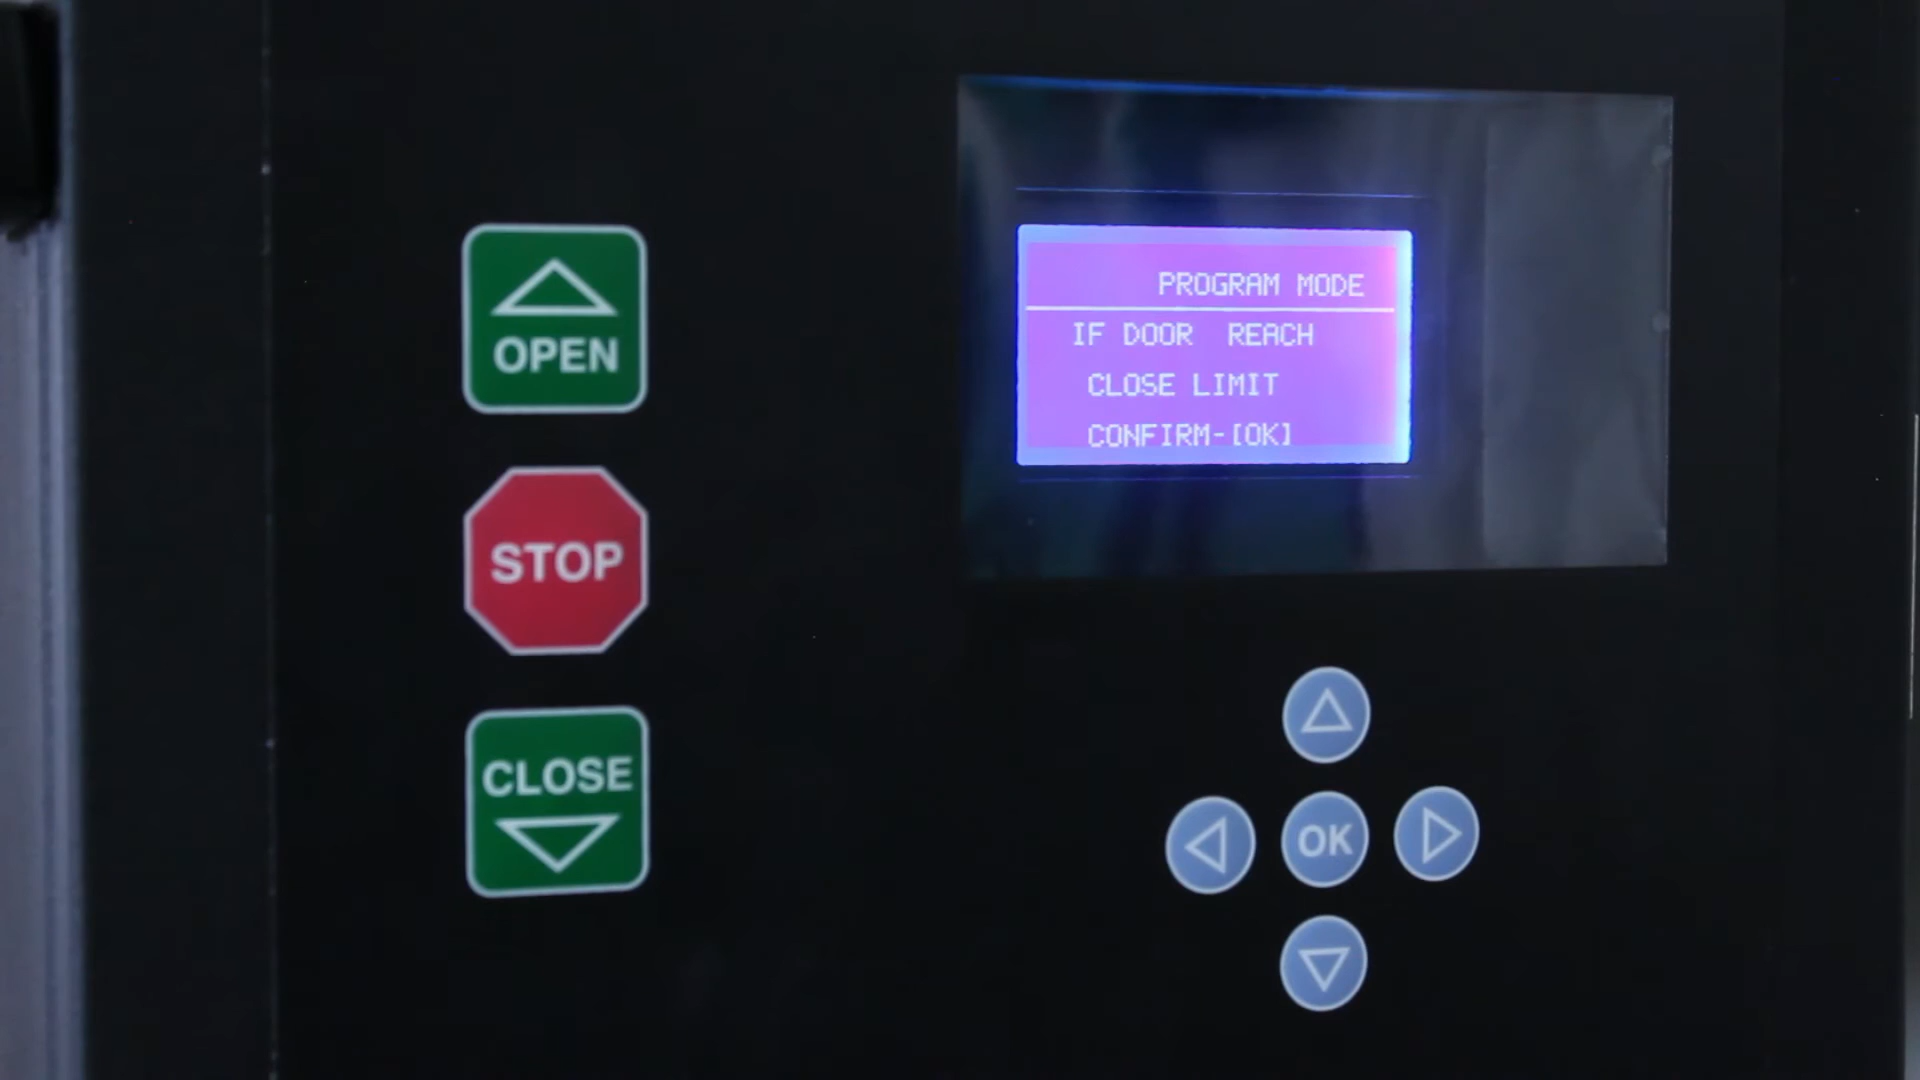 OPEN
STOP
CLOSE
PROGRAM MODE
IF DOOR REACH
CLOSE LIMIT
CONFIRM-[OK]
OK